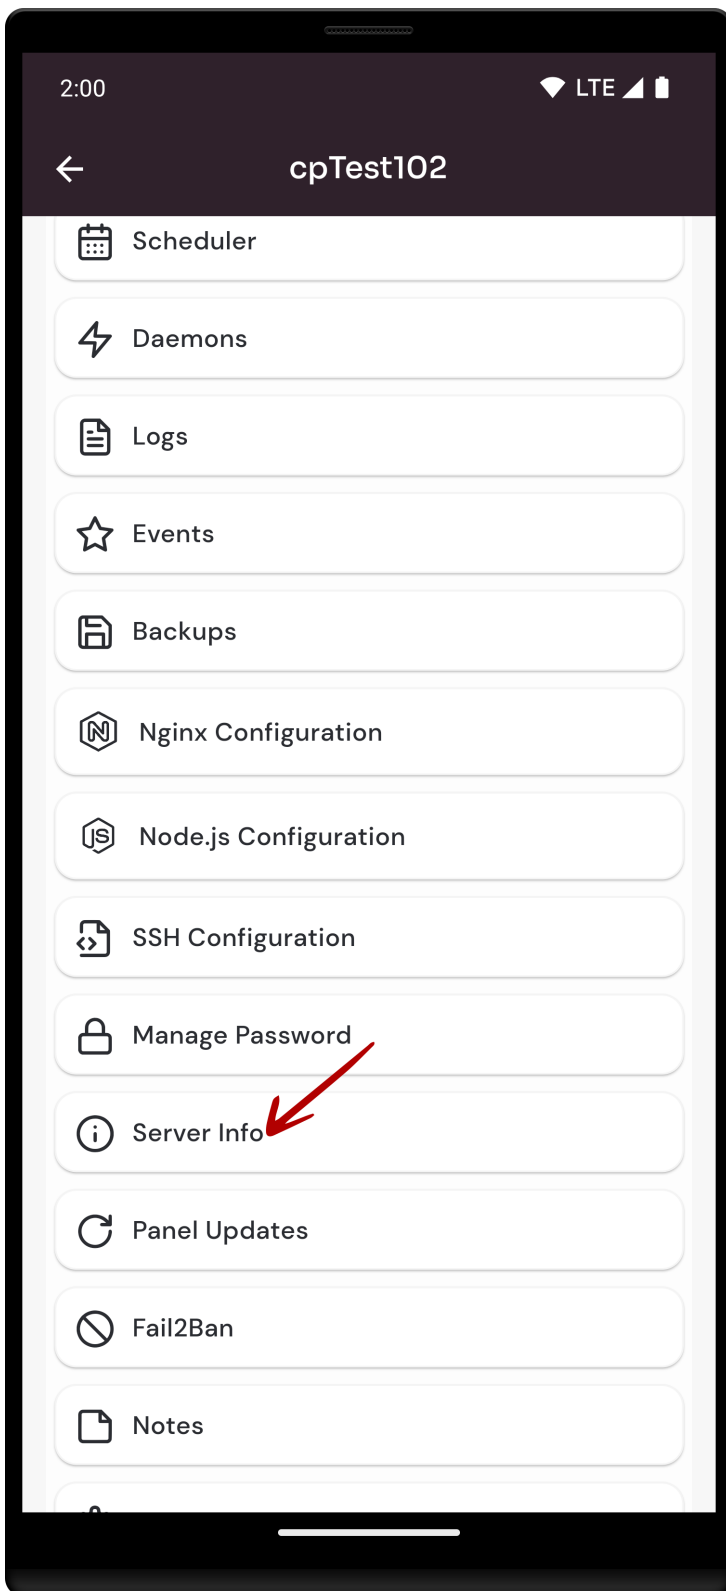 2:00 LTE
cpTest102
Scheduler
Daemons
Logs
Events
Backups
N Nginx Configuration
JS Node.js Configuration
SSH Configuration
Manage Password
Server Info
Panel Updates
Fail2Ban
Notes